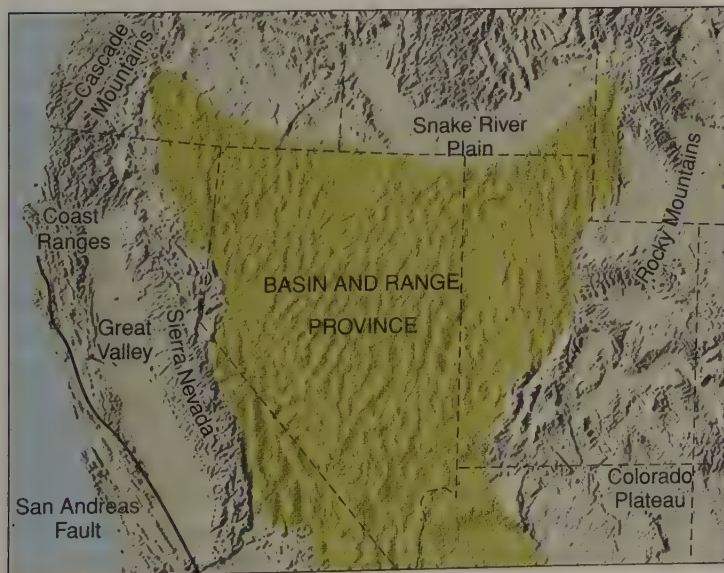 Cascade
Mountains
Snake River
Plain
Rocky Mountains
Coast
Ranges
BASIN AND RANGE
PROVINCE
Great
Valley
Sierra Nevada
Colorado
Plateau
San Andreas
Fault